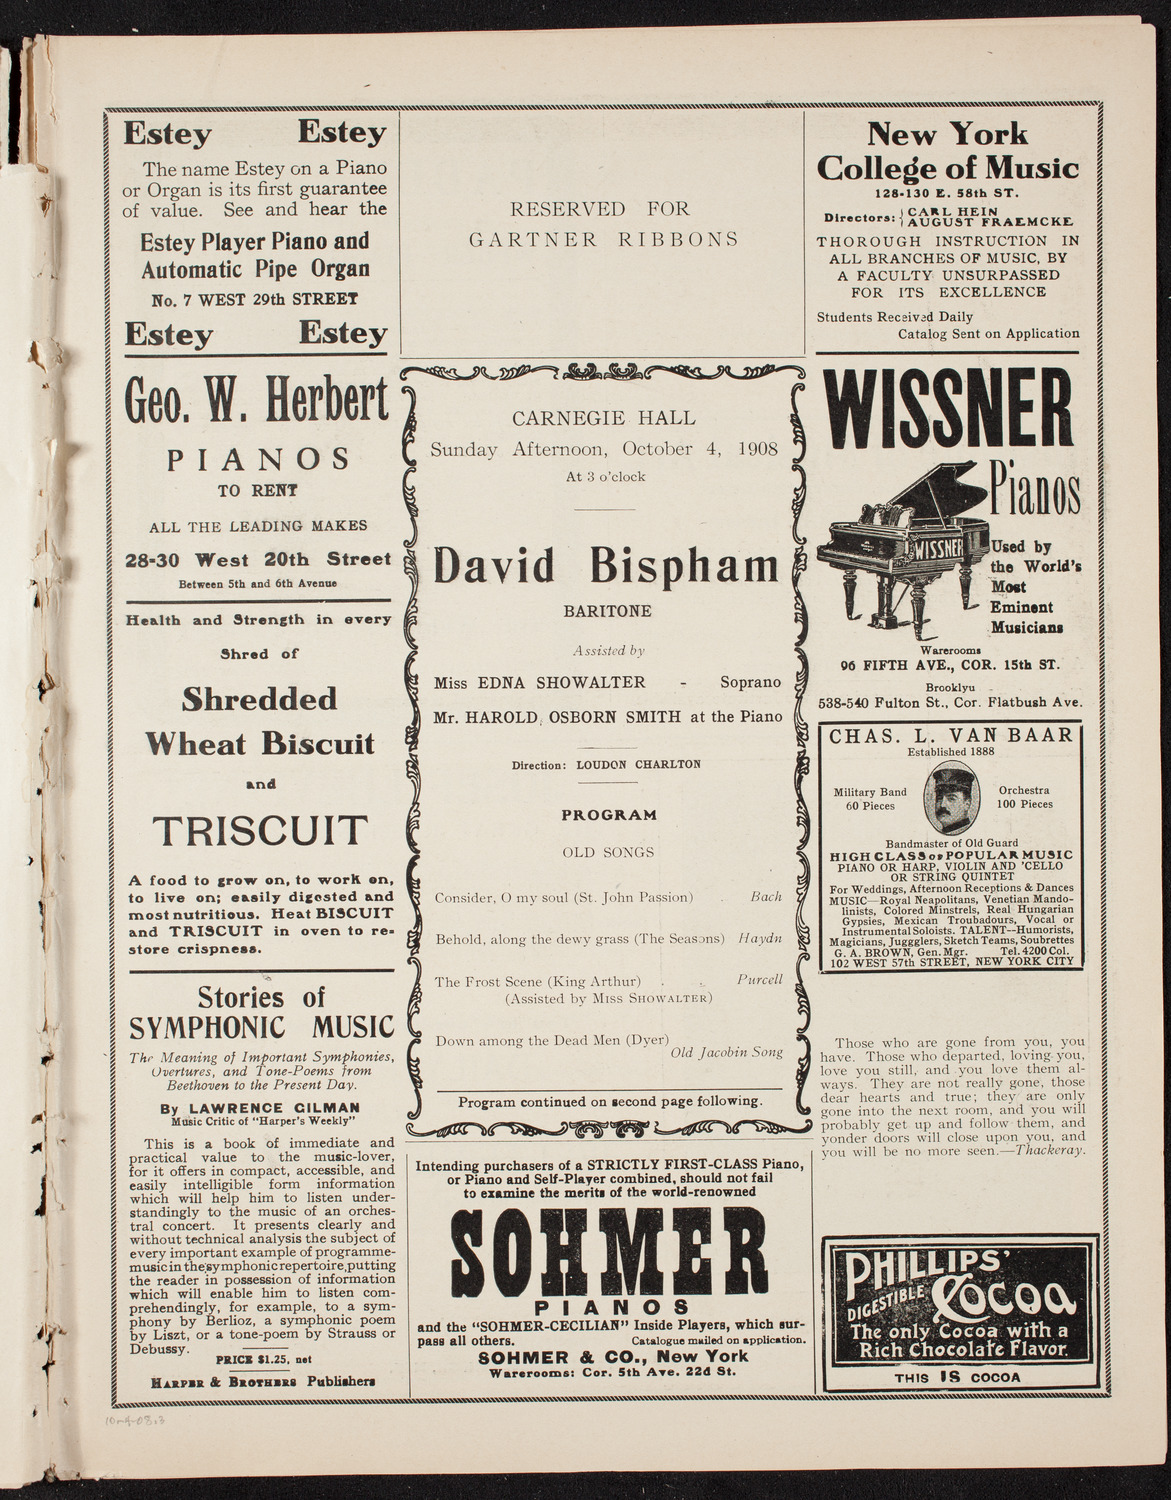 Estey Estey
The name Estey on a Piano
or Organ is its first guarantee
of value. See and hear the
Estey Player Piano and
Automatic Pipe Organ
No. 7 WEST 29th STREET
Estey Estey
Geo. W. Herbert
PIANOS
TO RENT
ALL THE LEADING MAKES
28-30 West 20th Street
Between 5th and 6th Avenue
Health and Strength in every
Shred of
Shredded
Wheat Biscuit
and
TRISCUIT
A food to grow on, to work on,
to live on; easily digested and
most nutritious. Heat BISCUIT
and TRISCUIT in oven to re-
store crispness.
Stories of
SYMPHONIC MUSIC
The Meaning of Important Symphonies,
Overtures, and Tone-Poems from
Beethoven to the Present Day.
By LAWRENCE GILMAN
Music Critic of "Harper's Weekly"
This is a book of immediate and
practical value to the music-lover,
for it offers in compact, accessible, and
easily intelligible form information
which will help him to listen under-
standingly to the music of an orches-
tral concert. It presents clearly and
without technical analysis the subject of
every important example of programme-
music in the symphonic repertoire, putting
the reader in possession of information
which will enable him to listen com-
prehendingly, for example, to a sym-
phony by Berlioz, a symphonic poem
by Liszt, or a tone-poem by Strauss or
Debussy.
PRICE $1.25, net
HARPER & BROTHERS Publishers
RESERVED FOR
GARTNER RIBBONS
CARNEGIE HALL
Sunday Afternoon, October 4, 1908
At 3 o'clock
David Bispham
BARITONE
Assisted by
Miss EDNA SHOWALTER - Soprano
Mr. HAROLD OSBORN SMITH at the Piano
Direction: LOUDON CHARLTON
PROGRAM
OLD SONGS
Consider, O my soul (St. John Passion) . Bach
Behold, along the dewy grass (The Seasons) Haydn
The Frost Scene (King Arthur) . . Purcell
(Assisted by MISS SHOWALTER)
Down among the Dead Men (Dyer)
Old Jacobin Song
Program continued on second page following.
Intending purchasers of a STRICTLY FIRST-CLASS Piano,
or Piano and Self-Player combined, should not fail
to examine the merits of the world-renowned
SOHMER
PIANOS
and the "SOHMER-CECILIAN" Inside Players, which sur-
pass all others. Catalogue mailed on application.
SOHMER & CO., New York
Warerooms: Cor. 5th Ave. 22d St.
New York
College of Music
128-130 E. 58th ST.
Directors: { CARL HEIN
AUGUST FRAEMCKE
THOROUGH INSTRUCTION IN
ALL BRANCHES OF MUSIC, BY
A FACULTY UNSURPASSED
FOR ITS EXCELLENCE
Students Received Daily
Catalog Sent on Application
WISSNER
Pianos
WISSNER
Used by
the World's
Most
Eminent
Musicians
Warerooms
96 FIFTH AVE., COR. 15th ST.
Brooklyu
538-540 Fulton St., Cor. Flatbush Ave.
CHAS. L. VAN BAAR
Established 1888
Military Band
60 Pieces
Orchestra
100 Pieces
Bandmaster of Old Guard
HIGH CLASS or POPULAR MUSIC
PIANO OR HARP, VIOLIN AND 'CELLO
OR STRING QUINTET
For Weddings, Afternoon Receptions & Dances
MUSIC—Royal Neapolitans, Venetian Mando-
linists, Colored Minstrels, Real Hungarian
Gypsies, Mexican Troubadours, Vocal or
Instrumental Soloists. TALENT--Humorists,
Magicians, Juggglers, Sketch Teams, Soubrettes
G. A. BROWN, Gen. Mgr. Tel. 4200 Col.
102 WEST 57th STREET, NEW YORK CITY
Those who are gone from you, you
have. Those who departed, loving you,
love you still, and you love them al-
ways. They are not really gone, those
dear hearts and true; they are only
gone into the next room, and you will
probably get up and follow them, and
yonder doors will close upon you, and
you will be no more seen.—Thackeray.
PHILLIPS'
DIGESTIBLE Cocoa
The only Cocoa with a
Rich Chocolate Flavor.
THIS IS COCOA
10-4-08.3